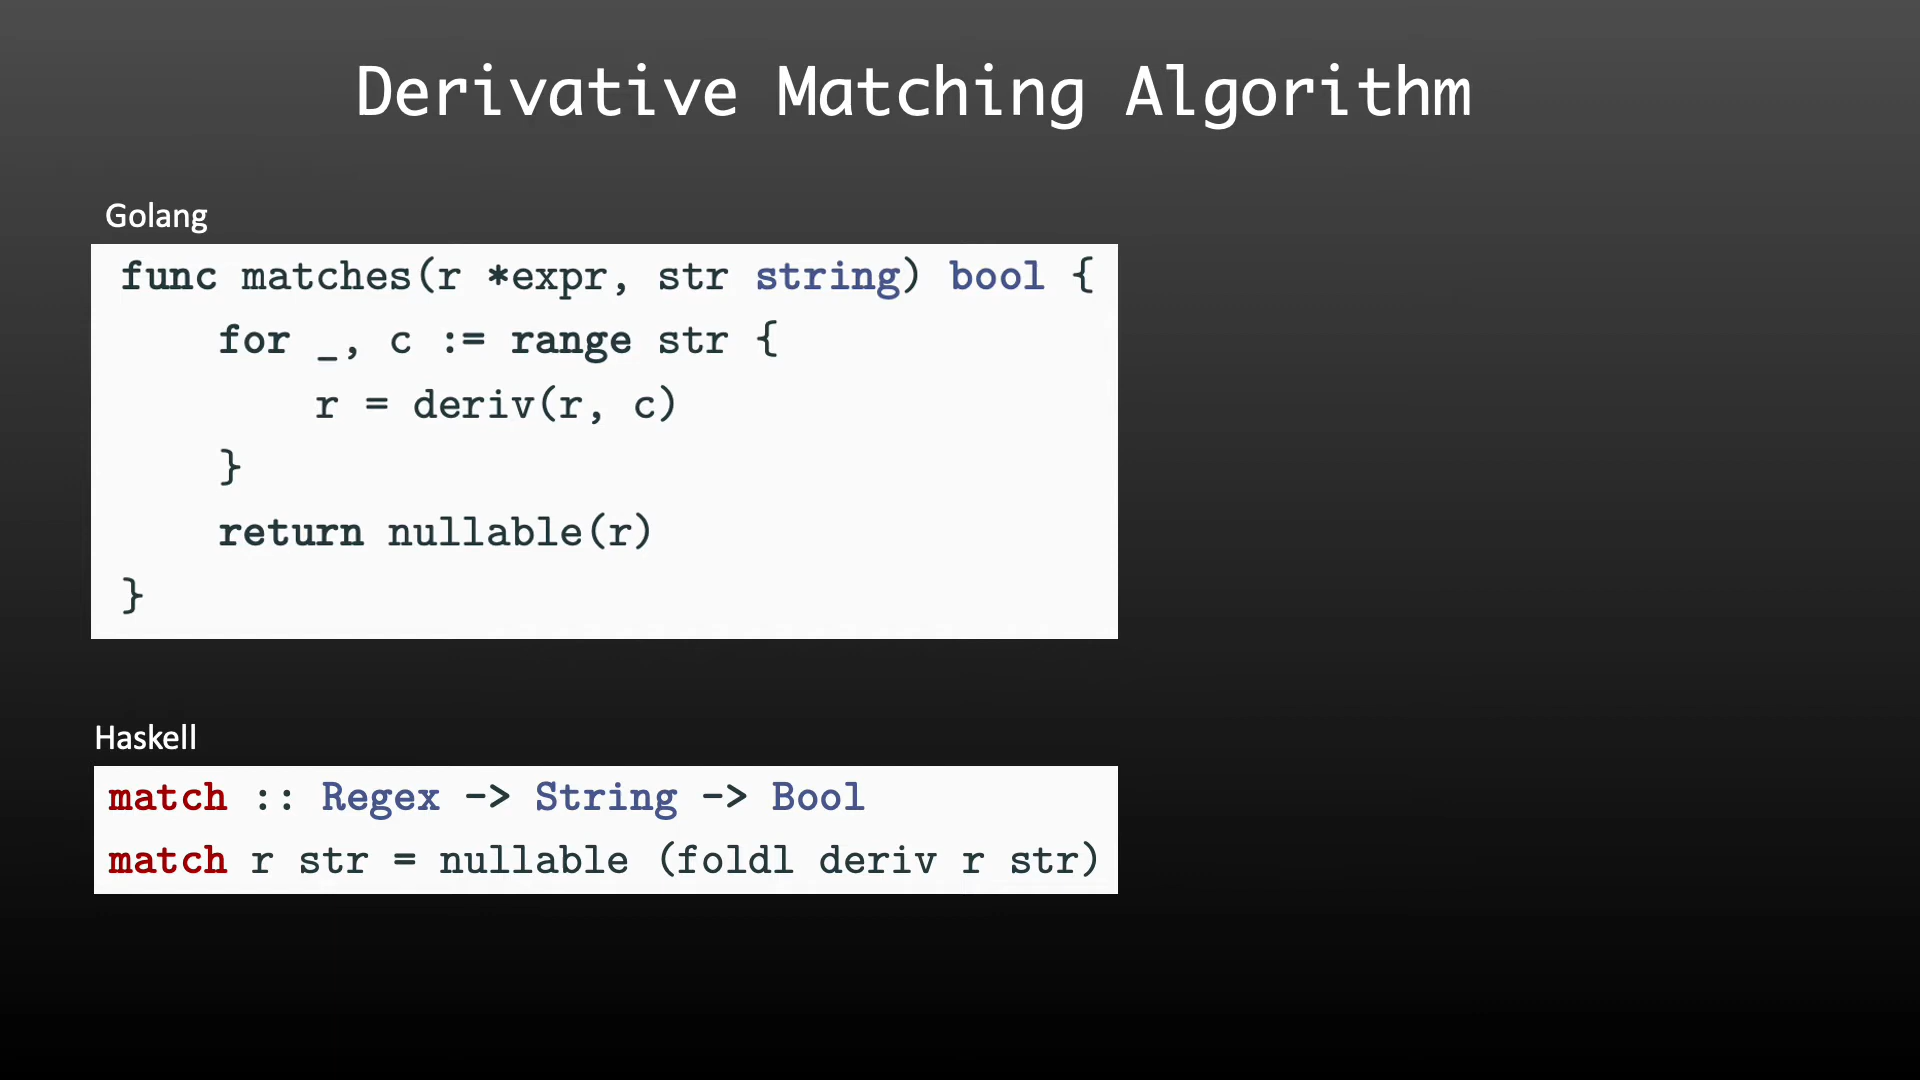 Derivative Matching Algorithm
Golang
func matches(r *expr, str string) bool {
for _, c := range str {
r = deriv(r, c)
}
return nullable(r)
}
Haskell
match :: Regex -> String -> Bool
match r str = nullable (foldl deriv r str)